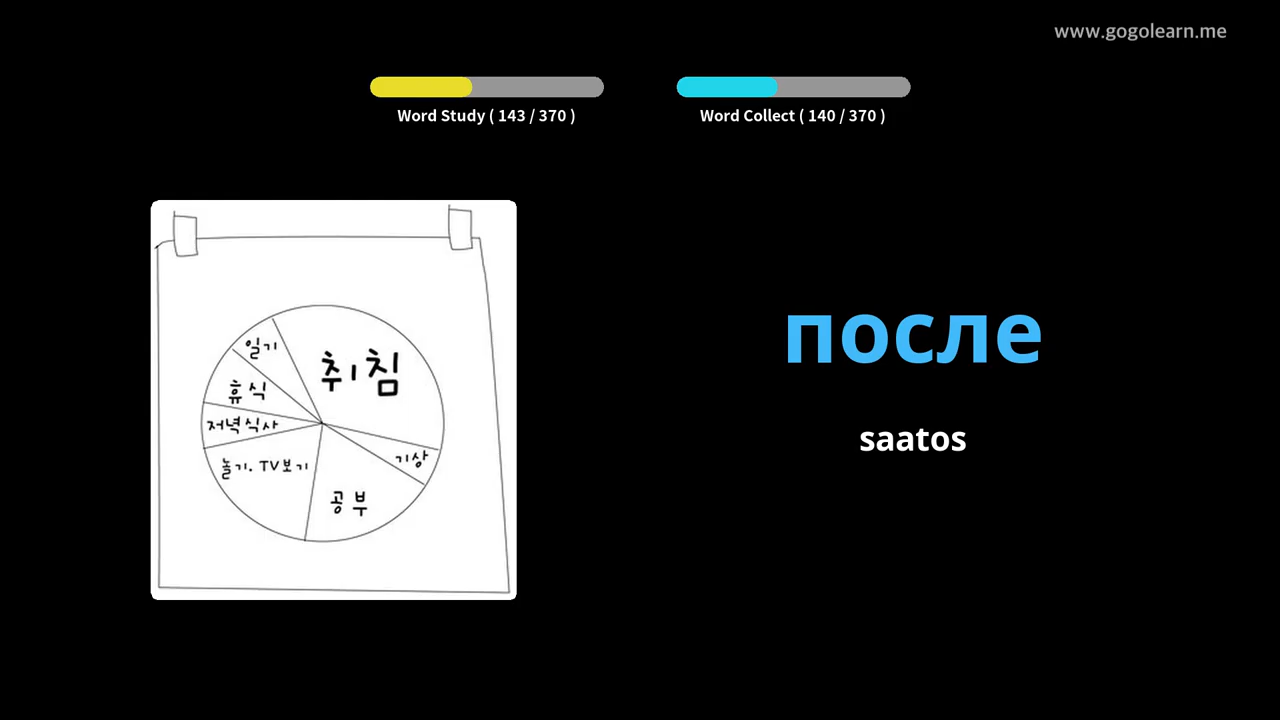 www.gogolearn.me
Word Study ( 143 / 370 )
Word Collect ( 140 / 370 )
일기
취침
휴식
저녁식사
놀기. TV보기
기상
공부
после
saatos